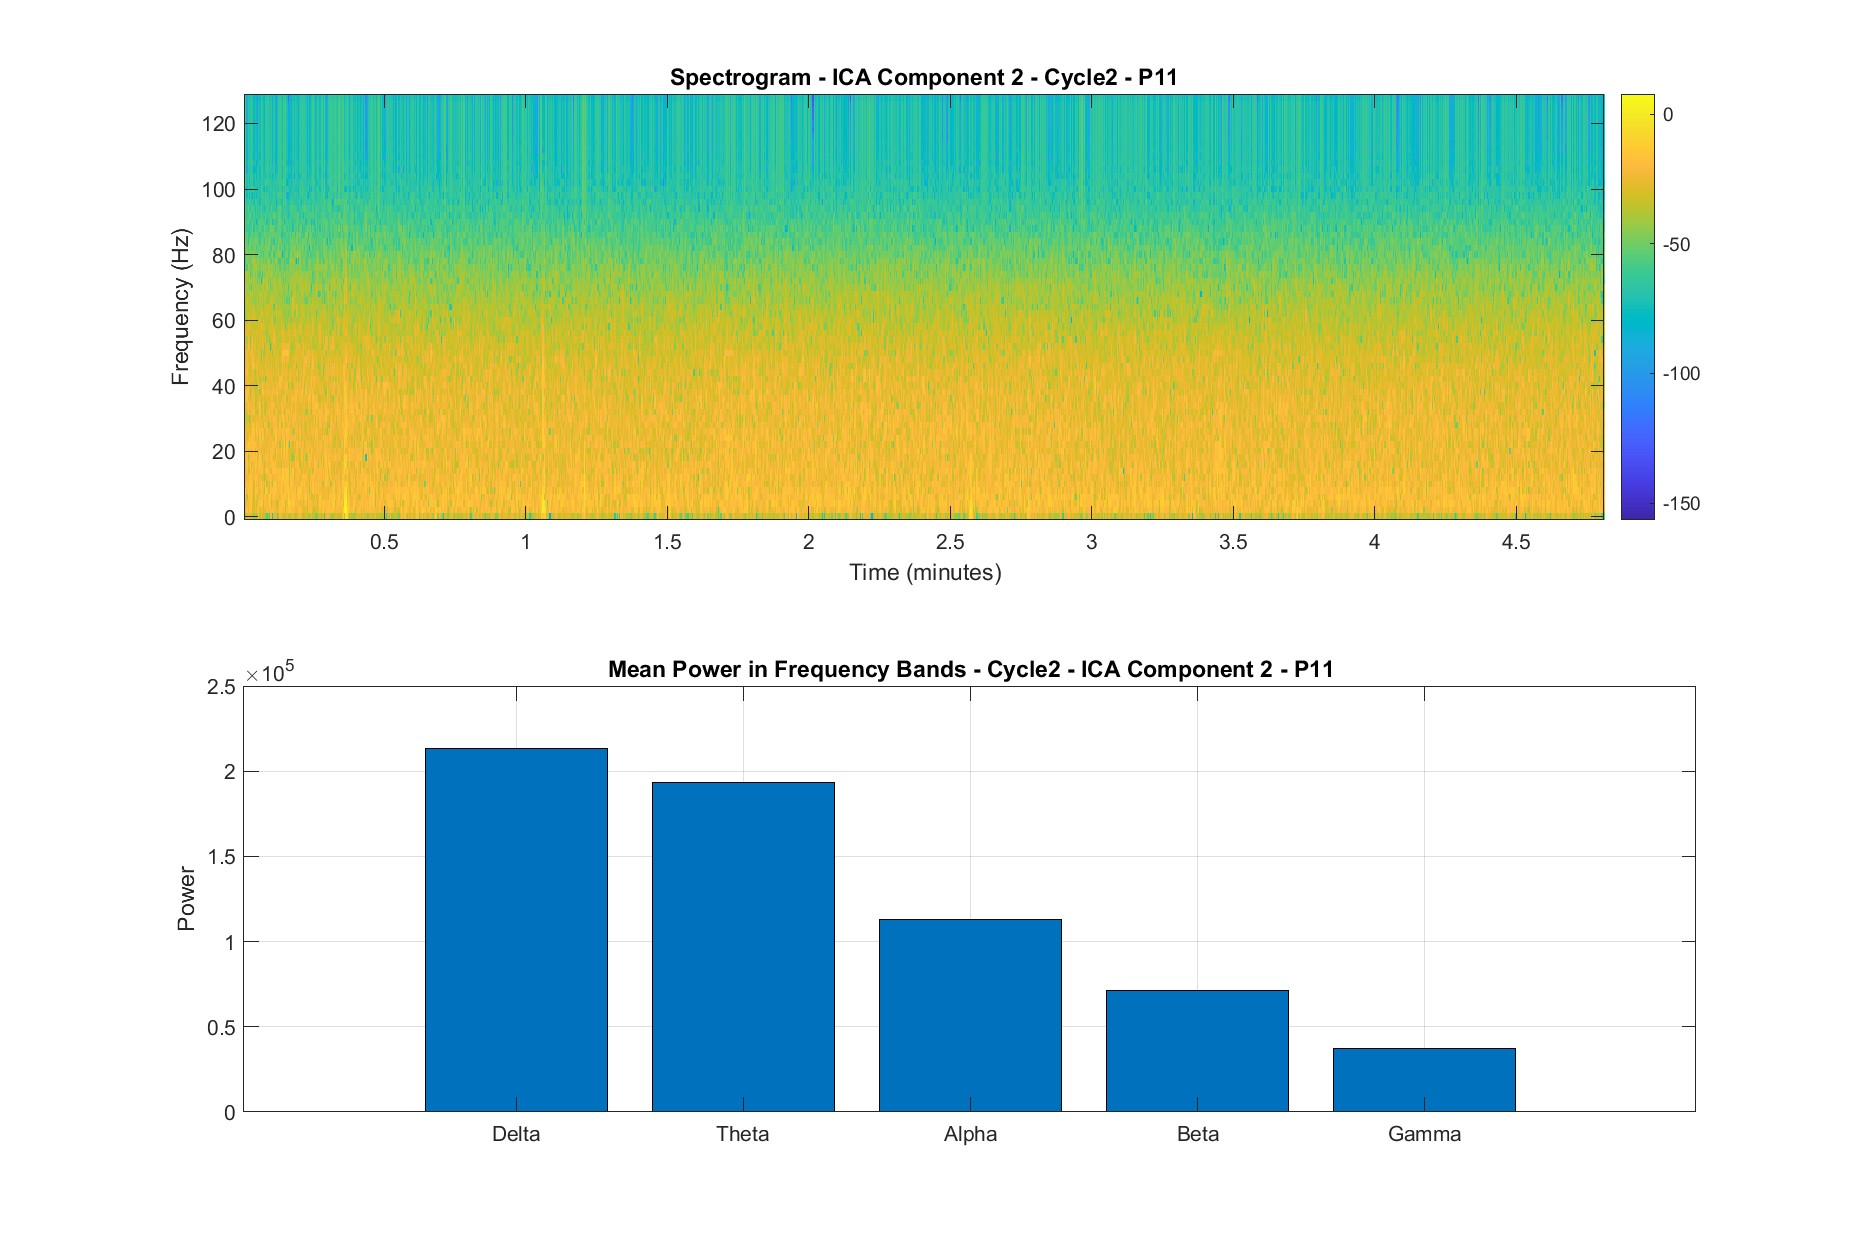 Spectrogram - ICA Component 2 - Cycle2 - P11
120
100
80
60
40
20
0
Frequency (Hz)
0.5 1 1.5 2 2.5 3 3.5 4 4.5
Time (minutes)
0
-50
-100
-150
Mean Power in Frequency Bands - Cycle2 - ICA Component 2 - P11
×10⁵
2.5
2
1.5
1
0.5
0
Power
Delta Theta Alpha Beta Gamma